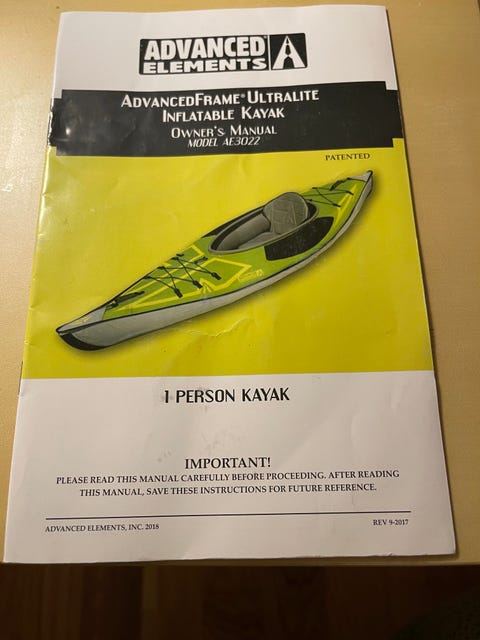 ADVANCED
ELEMENTS
ADVANCEDFRAME® ULTRALITE
INFLATABLE KAYAK
OWNER'S MANUAL
MODEL AE3022
PATENTED
1 PERSON KAYAK
IMPORTANT!
PLEASE READ THIS MANUAL CAREFULLY BEFORE PROCEEDING. AFTER READING
THIS MANUAL, SAVE THESE INSTRUCTIONS FOR FUTURE REFERENCE.
ADVANCED ELEMENTS, INC. 2018
REV 9-2017